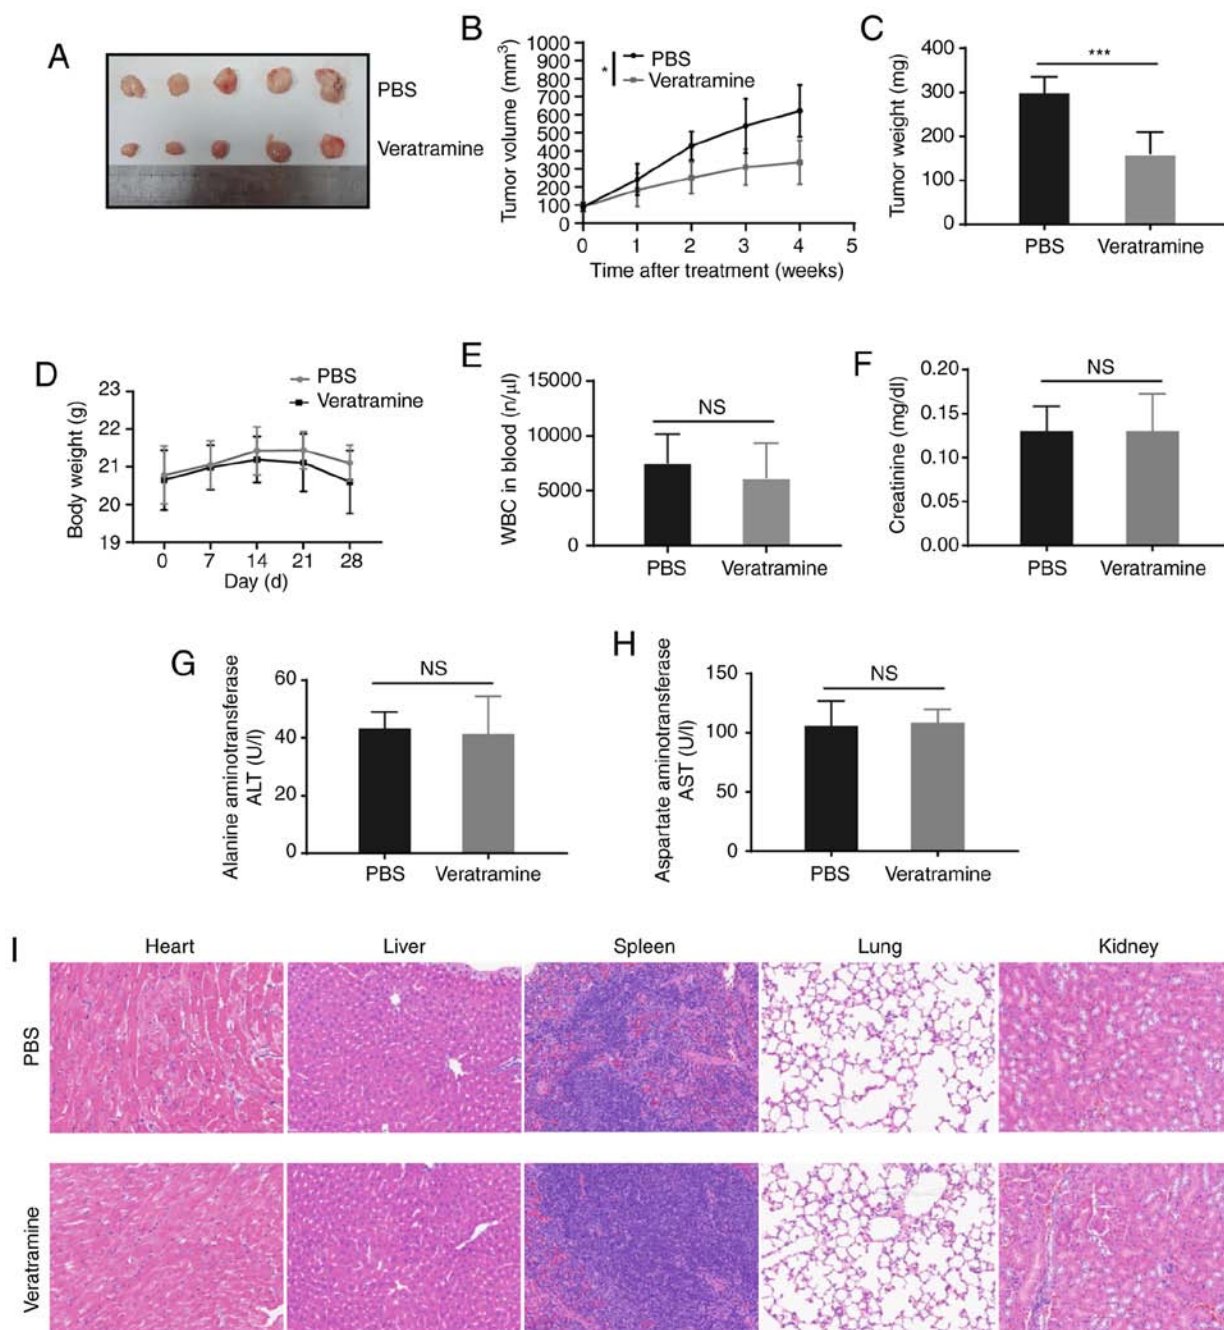 A
PBS
Veratramine
B
Tumor volume (mm³)
1000
900
800
700
600
500
400
300
200
100
0
*
PBS
Veratramine
0 1 2 3 4 5
Time after treatment (weeks)
C
Tumor weight (mg)
400
300
200
100
0
***
PBS Veratramine
D
Body weight (g)
23
22
21
20
19
PBS
Veratramine
0 7 14 21 28
Day (d)
E
WBC in blood (n/µl)
15000
10000
5000
0
NS
PBS Veratramine
F
Creatinine (mg/dl)
0.20
0.15
0.10
0.05
0.00
NS
PBS Veratramine
G
Alanine aminotransferase
ALT (U/l)
60
40
20
0
NS
PBS Veratramine
H
Aspartate aminotransferase
AST (U/l)
150
100
50
0
NS
PBS Veratramine
I
Heart Liver Spleen Lung Kidney
PBS
Veratramine